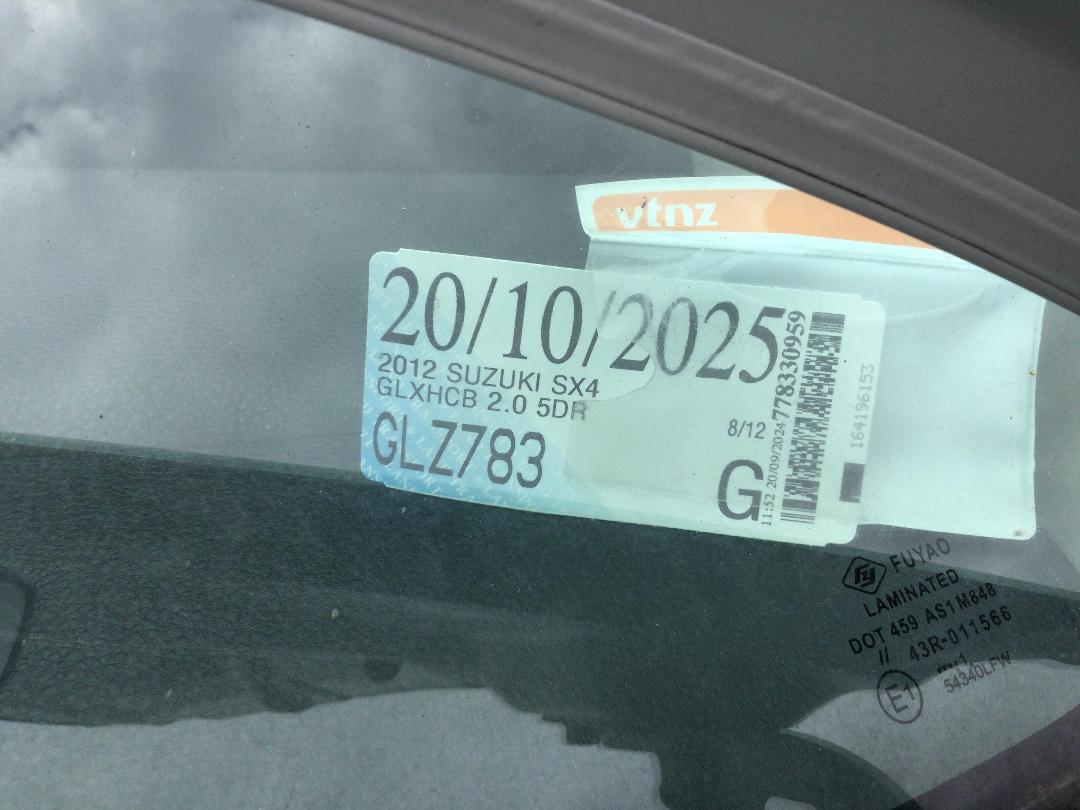 vtnz
20/10/2025
2012 SUZUKI SX4
GLXHCB 2.0 5DR
GLZ783
8/12
G
11:52 20/09/2024 778330959
164196153
FY FUYAO
LAMINATED
DOT 459 AS1 M848
// 43R-011566
E1
54340LFW